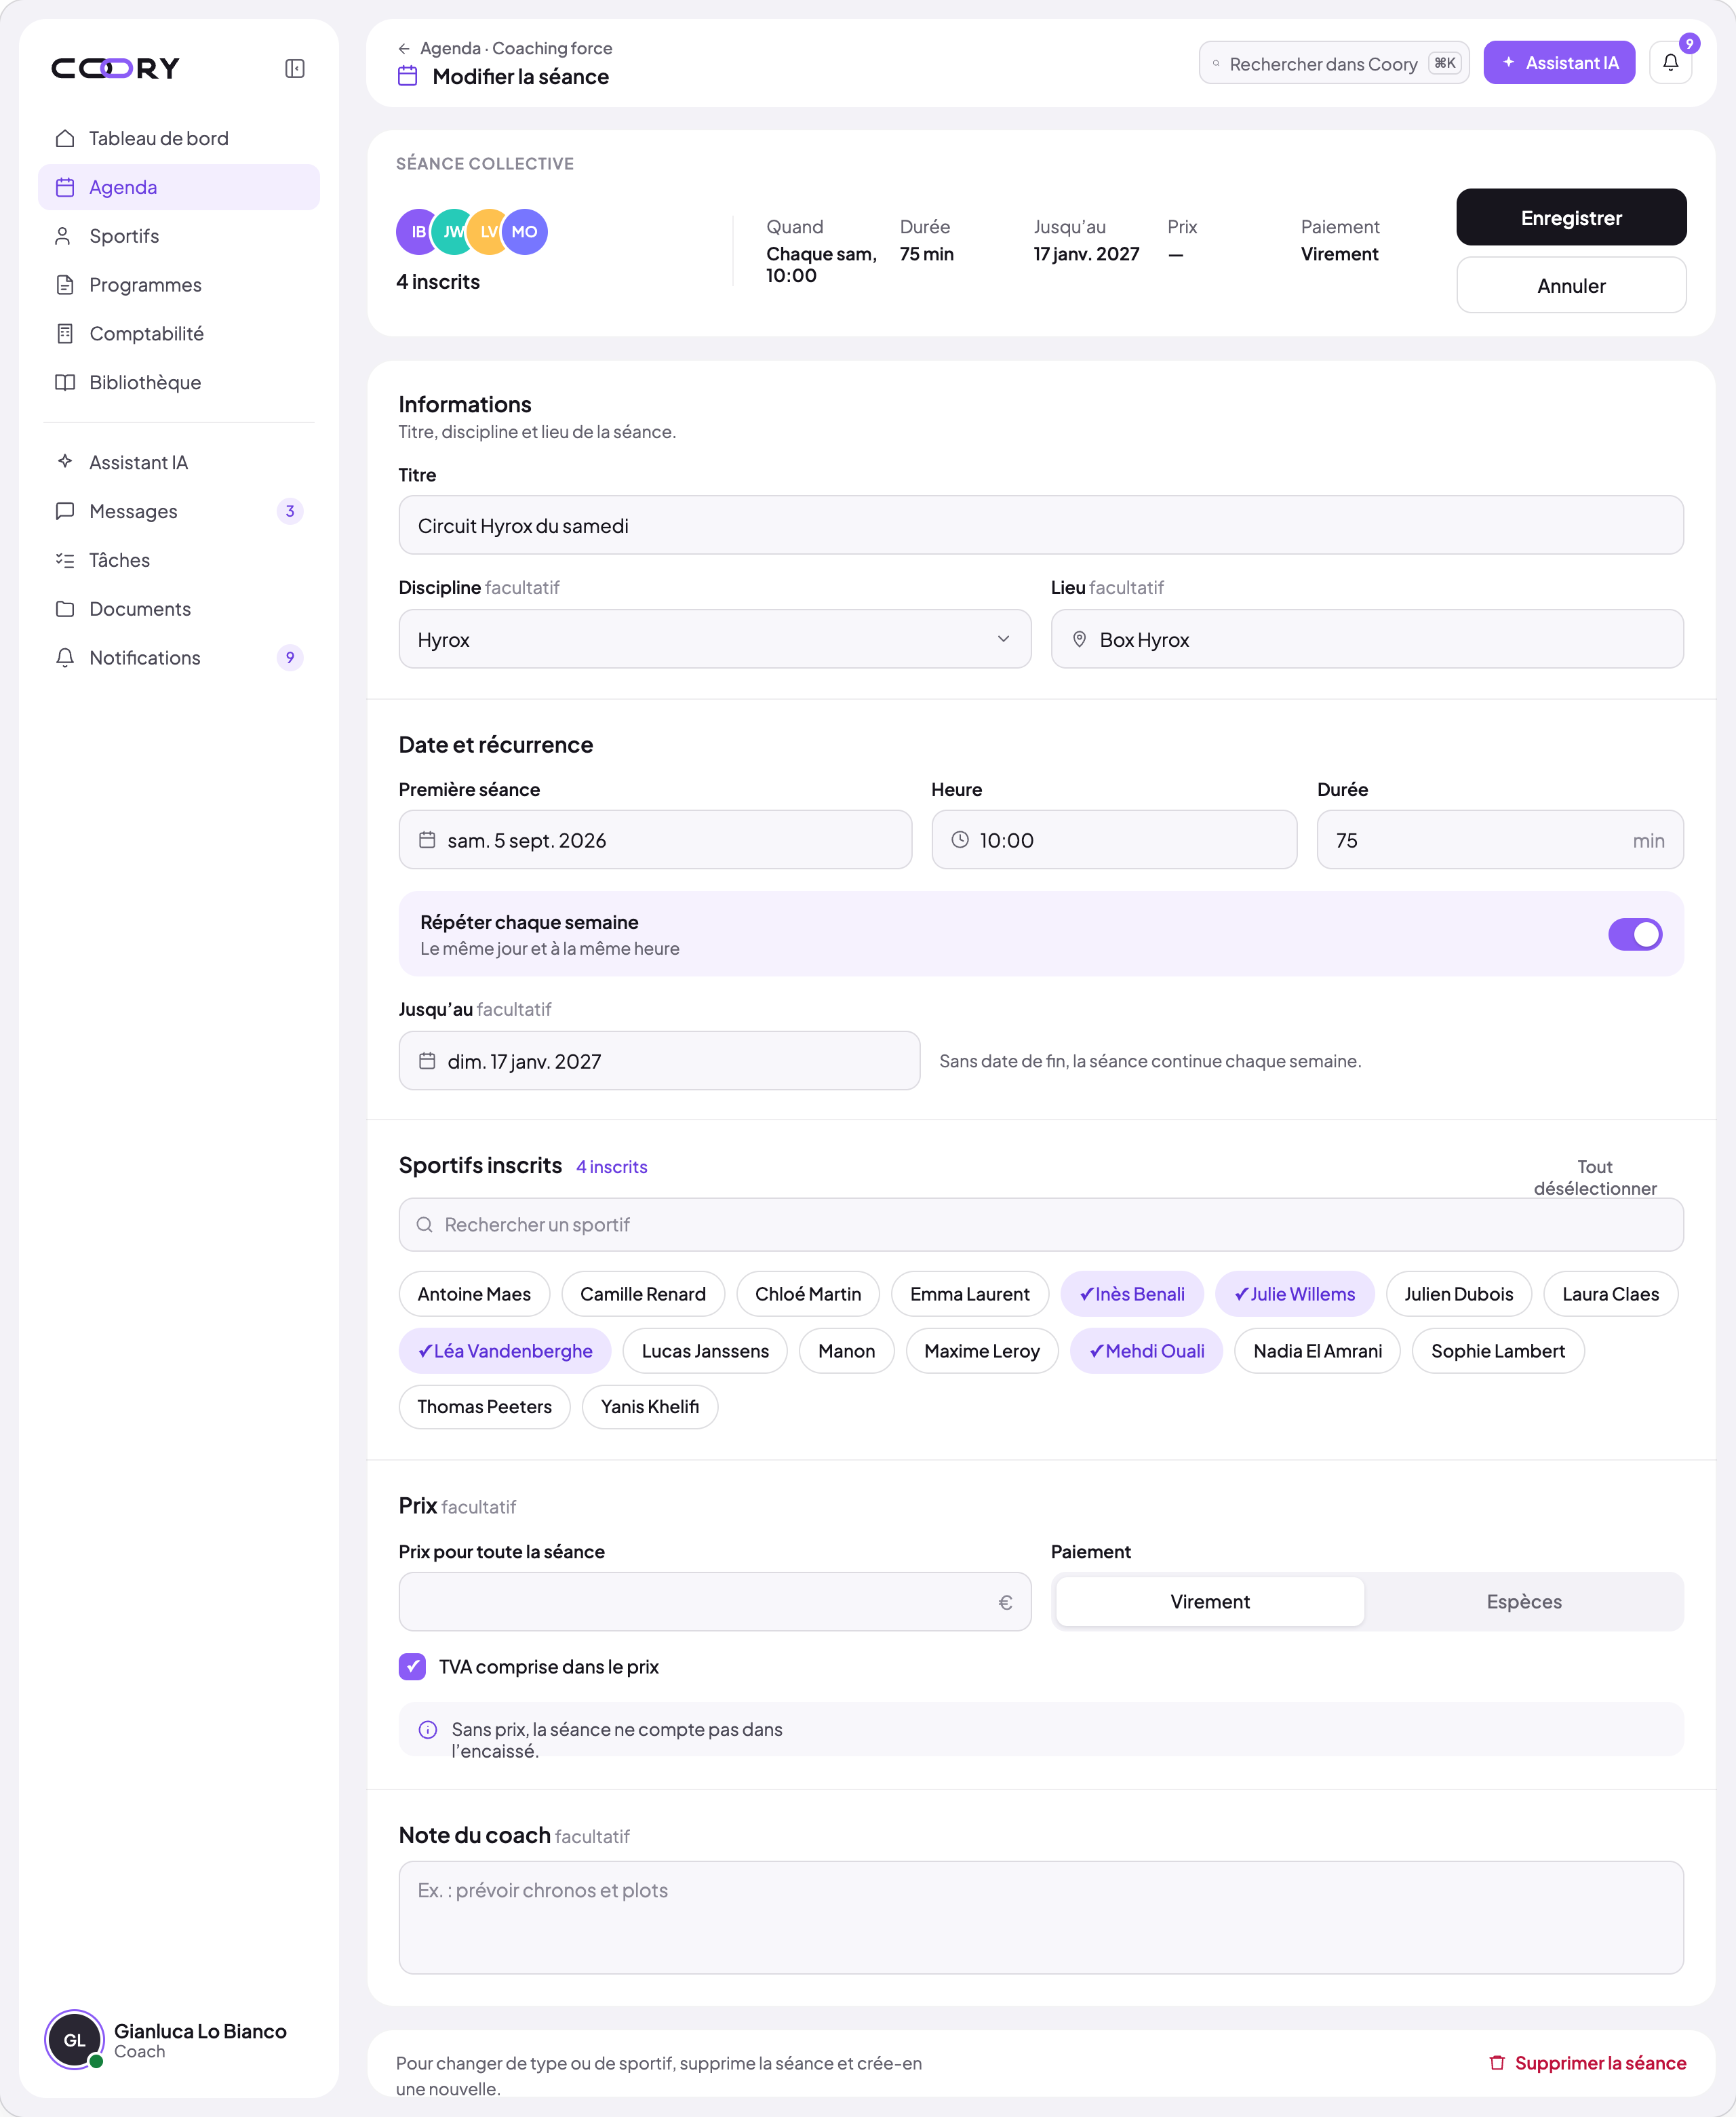 COORY
Tableau de bord
Agenda
Sportifs
Programmes
Comptabilité
Bibliothèque
Assistant IA
Messages 3
Tâches
Documents
Notifications 9
GL
Gianluca Lo Bianco
Coach
← Agenda · Coaching force
Modifier la séance
Rechercher dans Coory ⌘K
Assistant IA
9
SÉANCE COLLECTIVE
IB JW LV MO
4 inscrits
Quand
Chaque sam,
10:00
Durée
75 min
Jusqu'au
17 janv. 2027
Prix
—
Paiement
Virement
Enregistrer
Annuler
Informations
Titre, discipline et lieu de la séance.
Titre
Circuit Hyrox du samedi
Discipline facultatif
Hyrox
Lieu facultatif
Box Hyrox
Date et récurrence
Première séance
sam. 5 sept. 2026
Heure
10:00
Durée
75 min
Répéter chaque semaine
Le même jour et à la même heure
Jusqu’au facultatif
dim. 17 janv. 2027
Sans date de fin, la séance continue chaque semaine.
Sportifs inscrits 4 inscrits
Tout
désélectionner
Rechercher un sportif
Antoine Maes Camille Renard Chloé Martin Emma Laurent ✓Inès Benali ✓Julie Willems Julien Dubois Laura Claes
✓Léa Vandenberghe Lucas Janssens Manon Maxime Leroy ✓Mehdi Ouali Nadia El Amrani Sophie Lambert
Thomas Peeters Yanis Khelifi
Prix facultatif
Prix pour toute la séance
€
Paiement
Virement Espèces
TVA comprise dans le prix
Sans prix, la séance ne compte pas dans
l’encaissé.
Note du coach facultatif
Ex. : prévoir chronos et plots
Pour changer de type ou de sportif, supprime la séance et crée-en
une nouvelle.
Supprimer la séance